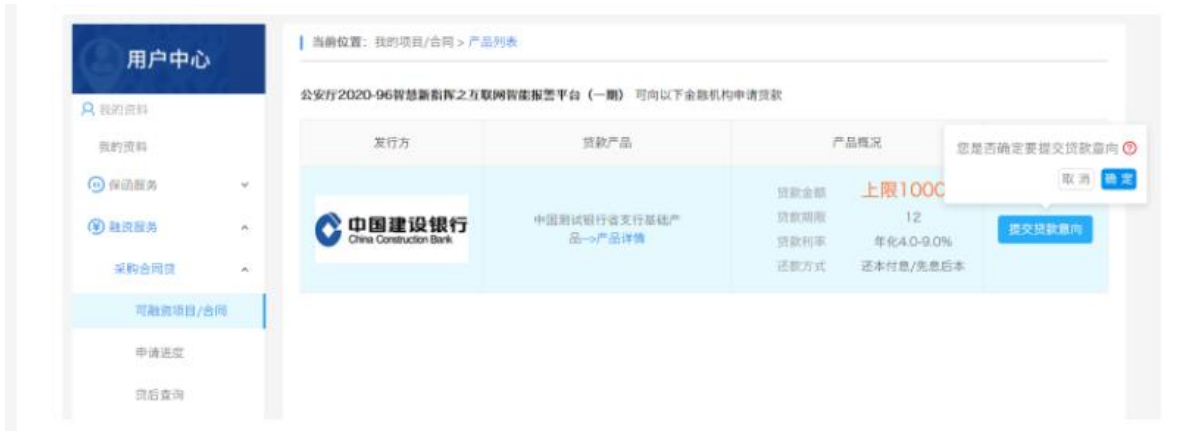 用户中心
当前位置：我的项目/合同 > 产品列表
公安厅2020-96智慧新指挥之互联网智能报警平台（一期） 可向以下金融机构申请贷款
我的资料
我的资料
保函服务
融资服务
采购合同贷
可融资项目/合同
申请进度
贷后查询
发行方
贷款产品
产品概况
中国建设银行
China Construction Bank
中国测试银行省支行基础产
品-->产品详情
贷款金额 上限1000
贷款期限 12
贷款利率 年化4.0-9.0%
还款方式 还本付息/先息后本
您是否确定要提交贷款意向
取 消 确 定
提交贷款意向